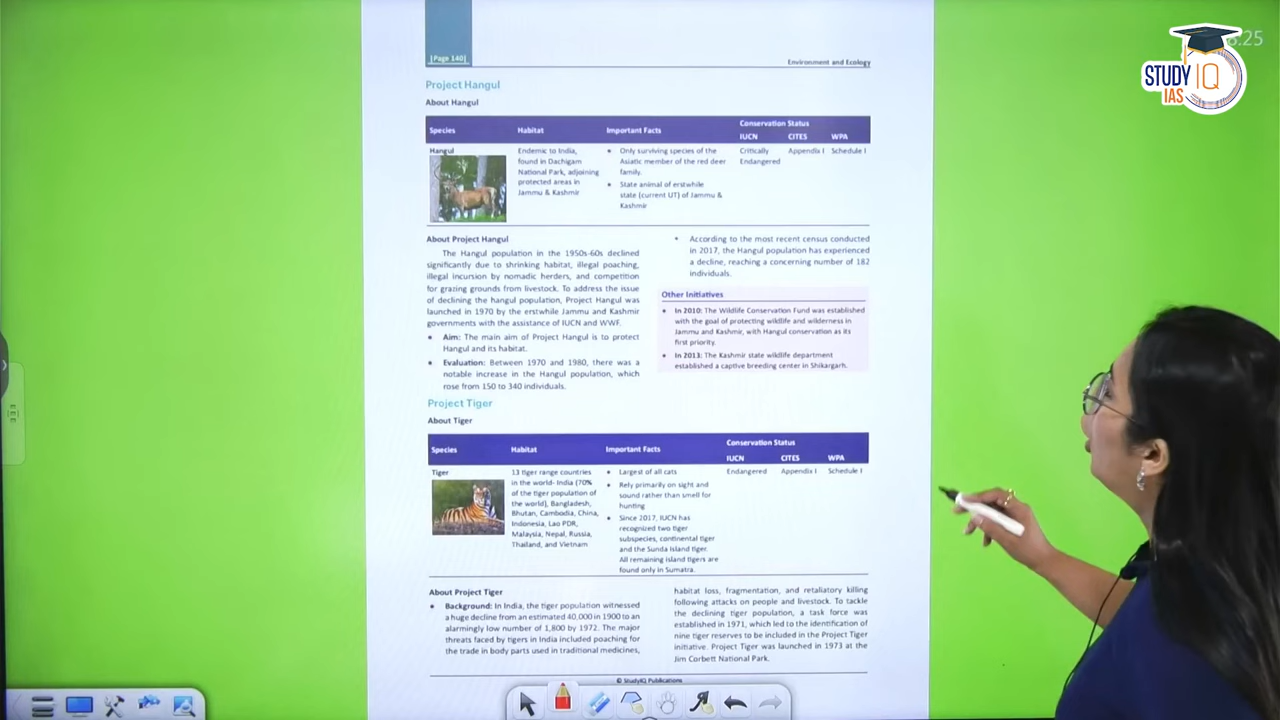 [Page 140]
Environment and Ecology
STUDY IQ
IAS
.25
Project Hangul
About Hangul
Species
Habitat
Important Facts
Conservation Status
IUCN
CITES
WPA
Hangul
Endemic to India,
found in Dachigam
National Park, adjoining
protected areas in
Jammu & Kashmir
• Only surviving species of the
Asiatic member of the red deer
family.
• State animal of erstwhile
state (current UT) of Jammu &
Kashmir
Critically
Endangered
Appendix I
Schedule I
About Project Hangul
The Hangul population in the 1950s-60s declined
significantly due to shrinking habitat, illegal poaching,
illegal incursion by nomadic herders, and competition
for grazing grounds from livestock. To address the issue
of declining the hangul population, Project Hangul was
launched in 1970 by the erstwhile Jammu and Kashmir
governments with the assistance of IUCN and WWF.
• Aim: The main aim of Project Hangul is to protect
Hangul and its habitat.
• Evaluation: Between 1970 and 1980, there was a
notable increase in the Hangul population, which
rose from 150 to 340 individuals.
• According to the most recent census conducted
in 2017, the Hangul population has experienced
a decline, reaching a concerning number of 182
individuals.
Other Initiatives
• In 2010: The Wildlife Conservation Fund was established
with the goal of protecting wildlife and wilderness in
Jammu and Kashmir, with Hangul conservation as its
first priority.
• In 2013: The Kashmir state wildlife department
established a captive breeding center in Shikargarh.
Project Tiger
About Tiger
Species
Habitat
Important Facts
Conservation Status
IUCN
CITES
WPA
Tiger
13 tiger range countries
in the world- India (70%
of the tiger population of
the world), Bangladesh,
Bhutan, Cambodia, China,
Indonesia, Lao PDR,
Malaysia, Nepal, Russia,
Thailand, and Vietnam
• Largest of all cats
• Rely primarily on sight and
sound rather than smell for
hunting
• Since 2017, IUCN has
recognized two tiger
subspecies, continental tiger
and the Sunda Island tiger.
All remaining island tigers are
found only in Sumatra.
Endangered
Appendix I
Schedule I
About Project Tiger
• Background: In India, the tiger population witnessed
a huge decline from an estimated 40,000 in 1900 to an
alarmingly low number of 1,800 by 1972. The major
threats faced by tigers in India included poaching for
the trade in body parts used in traditional medicines,
habitat loss, fragmentation, and retaliatory killing
following attacks on people and livestock. To tackle
the declining tiger population, a task force was
established in 1971, which led to the identification of
nine tiger reserves to be included in the Project Tiger
initiative. Project Tiger was launched in 1973 at the
Jim Corbett National Park.
© StudyIQ Publications